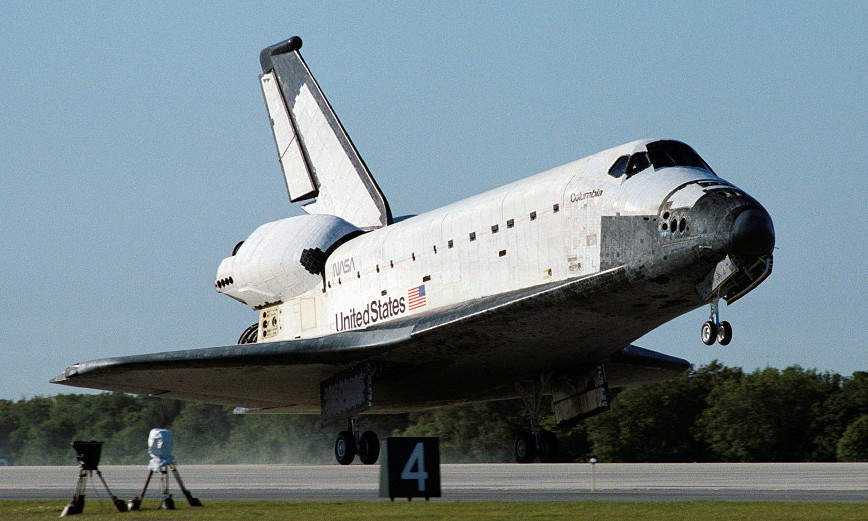 Columbia
NASA
United States
4